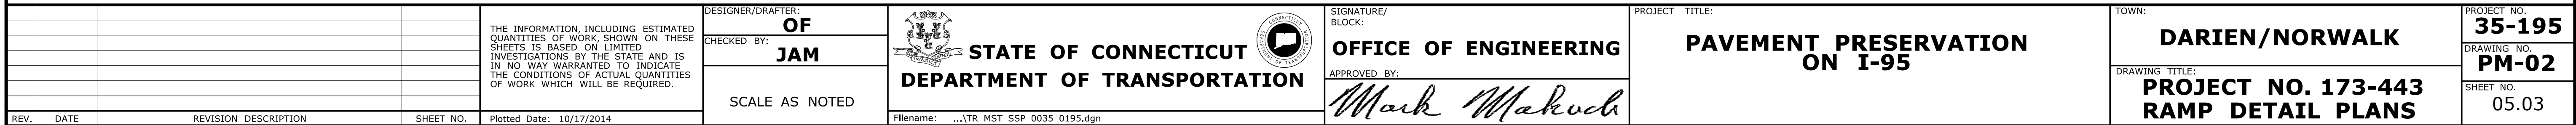 REV.
DATE
REVISION DESCRIPTION
SHEET NO.
THE INFORMATION, INCLUDING ESTIMATED
QUANTITIES OF WORK, SHOWN ON THESE
SHEETS IS BASED ON LIMITED
INVESTIGATIONS BY THE STATE AND IS
IN NO WAY WARRANTED TO INDICATE
THE CONDITIONS OF ACTUAL QUANTITIES
OF WORK WHICH WILL BE REQUIRED.
Plotted Date: 10/17/2014
DESIGNER/DRAFTER:
OF
CHECKED BY:
JAM
SCALE AS NOTED
STATE OF CONNECTICUT
DEPARTMENT OF TRANSPORTATION
Filename: ...\TR_MST_SSP_0035_0195.dgn
SIGNATURE/
BLOCK:
OFFICE OF ENGINEERING
APPROVED BY:
Mark Makuch
PROJECT TITLE:
PAVEMENT PRESERVATION
ON I-95
TOWN:
DARIEN/NORWALK
DRAWING TITLE:
PROJECT NO. 173-443
RAMP DETAIL PLANS
PROJECT NO.
35-195
DRAWING NO.
PM-02
SHEET NO.
05.03